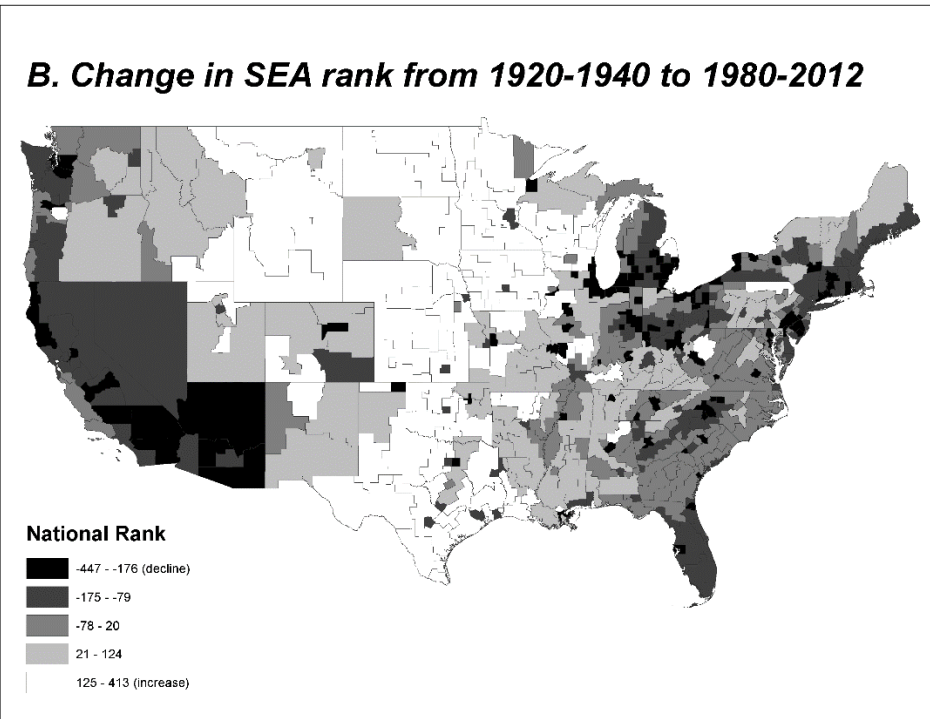 B. Change in SEA rank from 1920-1940 to 1980-2012
National Rank
-447 - -176 (decline)
-175 - -79
-78 - 20
21 - 124
125 - 413 (increase)